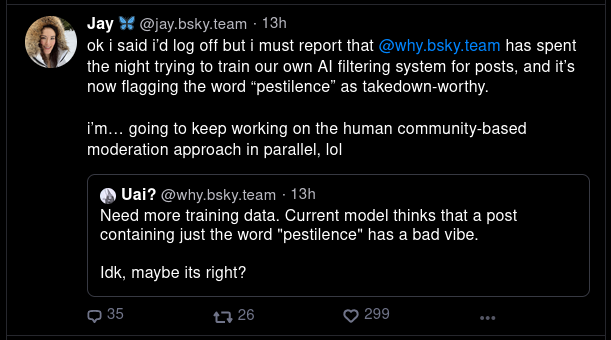 Jay 🦋 @jay.bsky.team · 13h
ok i said i'd log off but i must report that @why.bsky.team has spent
the night trying to train our own AI filtering system for posts, and it's
now flagging the word “pestilence” as takedown-worthy.
i'm… going to keep working on the human community-based
moderation approach in parallel, lol
Uai? @why.bsky.team · 13h
Need more training data. Current model thinks that a post
containing just the word "pestilence" has a bad vibe.
Idk, maybe its right?
35 26 299